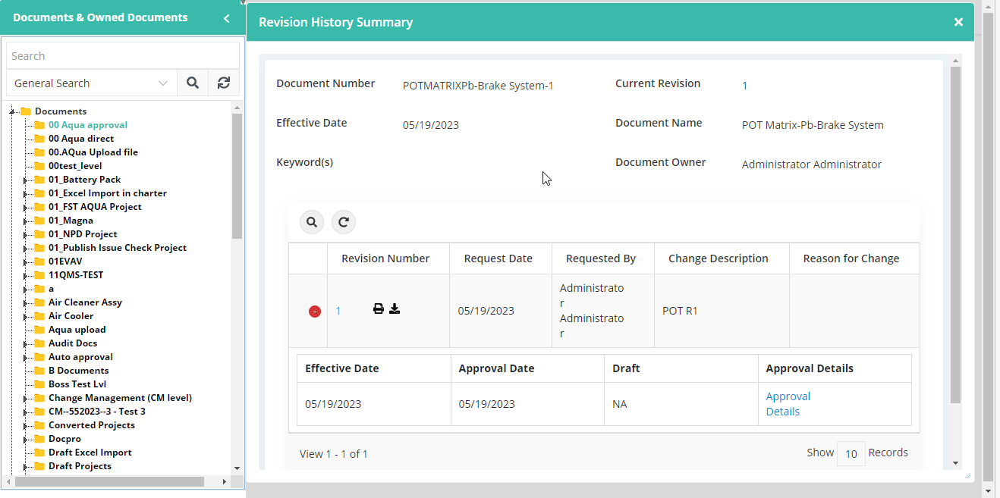 Documents & Owned Documents
Search
General Search
Documents
00 Aqua approval
00 Aqua direct
00.AQua Upload file
00test_level
01_Battery Pack
01_Excel Import in charter
01_FST AQUA Project
01_Magna
01_NPD Project
01_Publish Issue Check Project
01EVAV
11QMS-TEST
a
Air Cleaner Assy
Air Cooler
Aqua upload
Audit Docs
Auto approval
B Documents
Boss Test Lvl
Change Management (CM level)
CM--552023--3 - Test 3
Converted Projects
Docpro
Draft Excel Import
Draft Projects
Revision History Summary
Document Number POTMATRIXPb-Brake System-1 Current Revision 1
Effective Date 05/19/2023 Document Name POT Matrix-Pb-Brake System
Keyword(s) Document Owner Administrator Administrator
Revision Number Request Date Requested By Change Description Reason for Change
1 05/19/2023 Administrato
r
Administrato
r POT R1
Effective Date Approval Date Draft Approval Details
05/19/2023 05/19/2023 NA Approval
Details
View 1 - 1 of 1 Show 10 Records